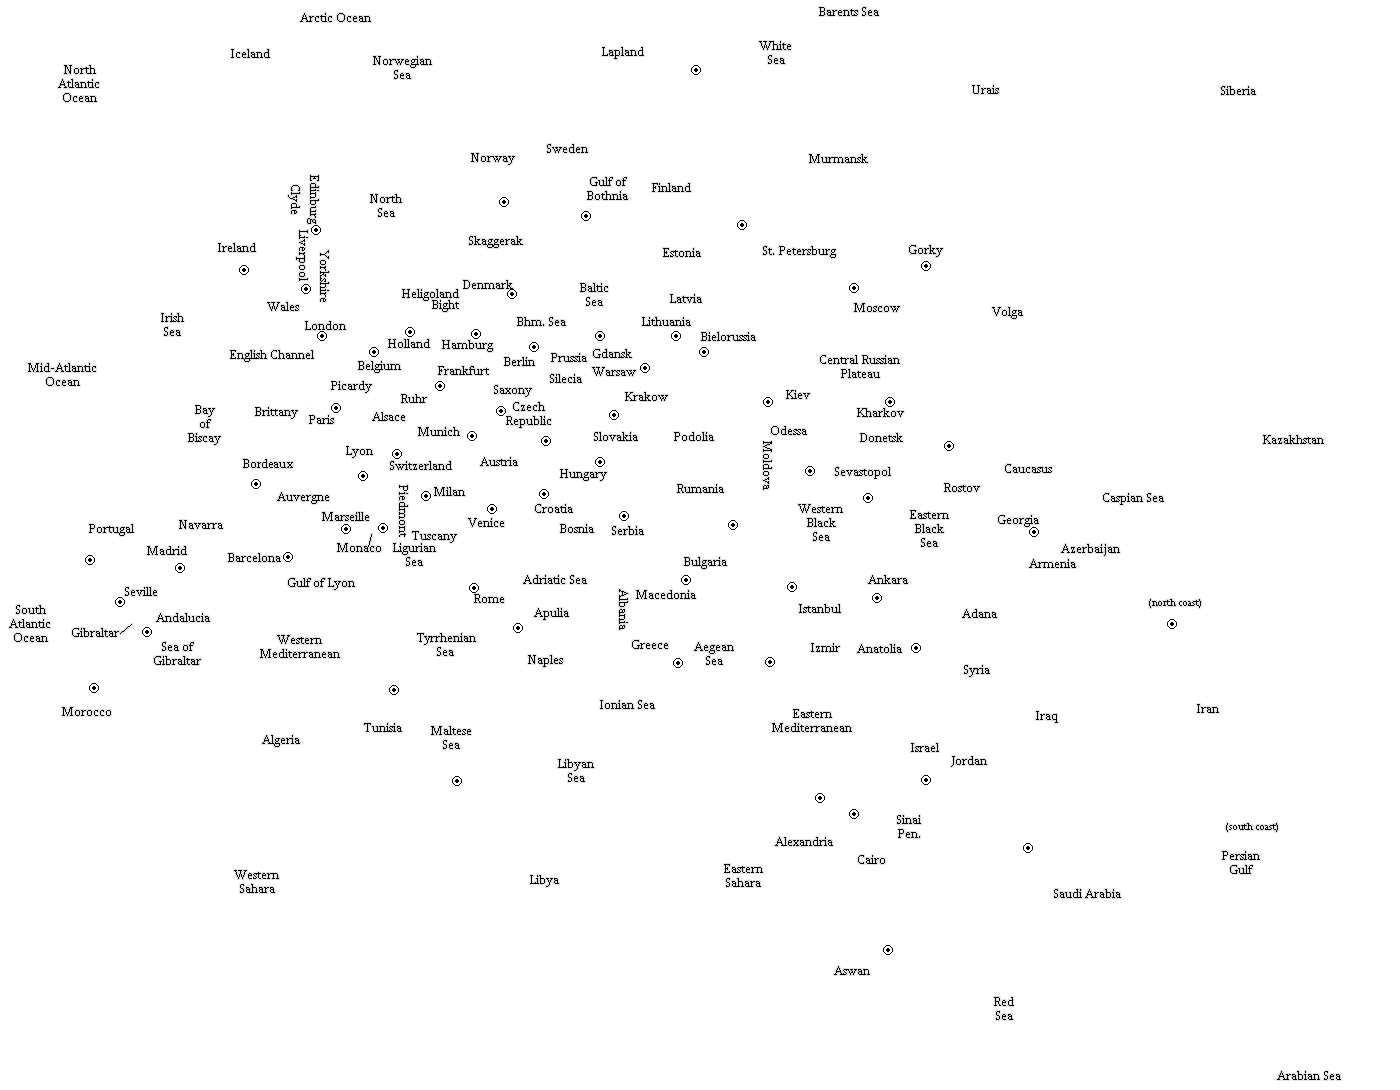 Arctic Ocean
Barents Sea
Iceland
Norwegian
Sea
Lapland
White
Sea
North
Atlantic
Ocean
Urais
Siberia
Norway
Sweden
Murmansk
Edinburg
Clyde
North
Sea
Gulf of
Bothnia
Finland
Ireland
Liverpool
Yorkshire
Skaggerak
Estonia
St. Petersburg
Gorky
Wales
Heligoland
Bight
Denmark
Baltic
Sea
Latvia
Moscow
Volga
Irish
Sea
London
Bhm. Sea
Lithuania
Bielorussia
English Channel
Holland
Hamburg
Belgium
Berlin
Prussia
Gdansk
Mid-Atlantic
Ocean
Frankfurt
Silecia
Warsaw
Central Russian
Plateau
Picardy
Ruhr
Saxony
Krakow
Kiev
Bay
of
Biscay
Brittany
Paris
Alsace
Czech
Republic
Kharkov
Munich
Slovakia
Podolia
Odessa
Donetsk
Kazakhstan
Lyon
Moldova
Bordeaux
Switzerland
Austria
Hungary
Sevastopol
Caucasus
Auvergne
Piedmont
Milan
Rumania
Rostov
Caspian Sea
Portugal
Navarra
Marseille
Venice
Croatia
Western
Black
Sea
Eastern
Black
Sea
Georgia
Tuscany
Bosnia
Serbia
Madrid
Barcelona
Monaco
Ligurian
Sea
Azerbaijan
Armenia
Bulgaria
Gulf of Lyon
Adriatic Sea
Ankara
Seville
Rome
Albania
Macedonia
(north coast)
South
Atlantic
Ocean
Gibraltar
Andalucia
Apulia
Istanbul
Adana
Sea of
Gibraltar
Western
Mediterranean
Tyrrhenian
Sea
Naples
Greece
Aegean
Sea
Izmir
Anatolia
Syria
Morocco
Ionian Sea
Eastern
Mediterranean
Iraq
Iran
Algeria
Tunisia
Maltese
Sea
Israel
Jordan
Libyan
Sea
Sinai
Pen.
(south coast)
Alexandria
Cairo
Persian
Gulf
Western
Sahara
Libya
Eastern
Sahara
Saudi Arabia
Aswan
Red
Sea
Arabian Sea